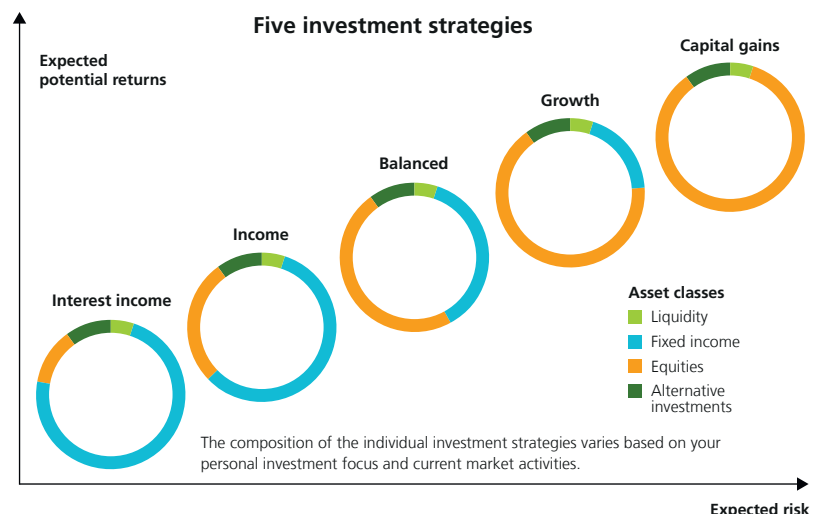 Five investment strategies
Expected
potential returns
Capital gains
Growth
Balanced
Income
Interest income
Asset classes
Liquidity
Fixed income
Equities
Alternative
investments
The composition of the individual investment strategies varies based on your
personal investment focus and current market activities.
Expected risk